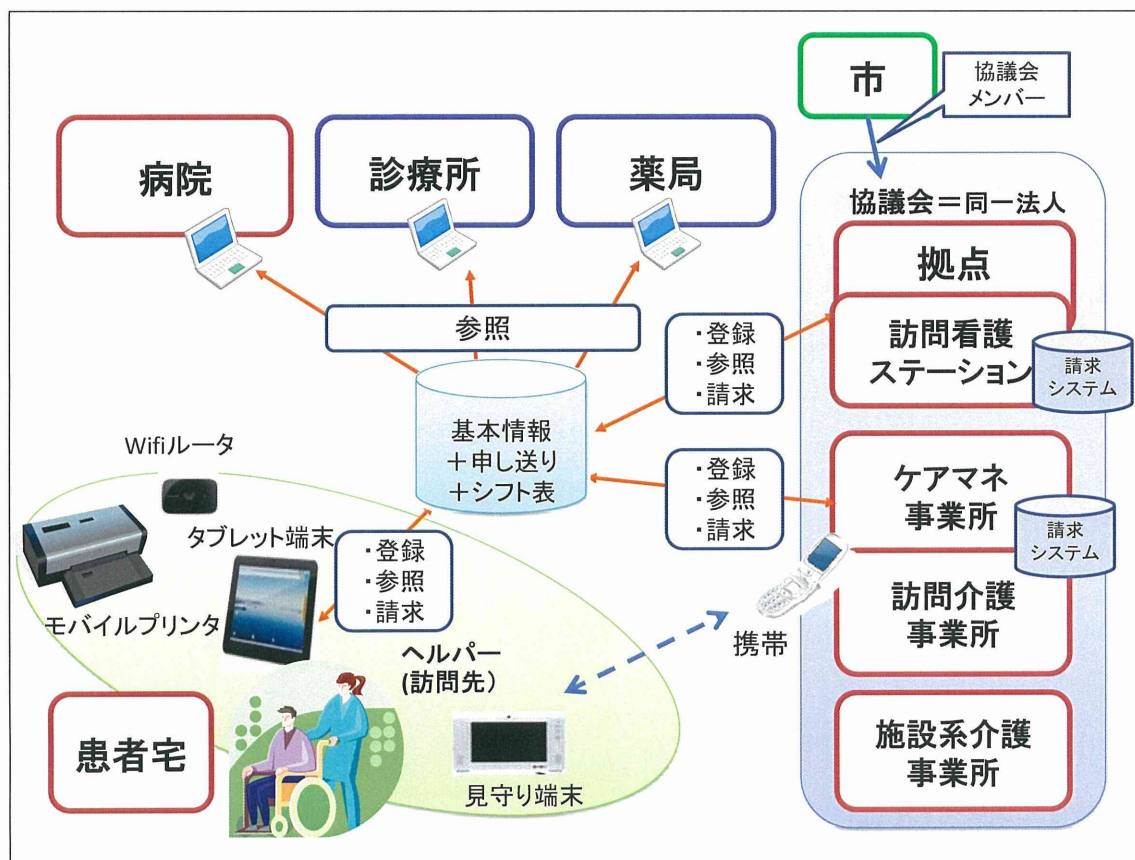 市
協議会
メンバー
病院
診療所
薬局
協議会＝同一法人
拠点
訪問看護
ステーション
請求
システム
参照
・登録
・参照
・請求
基本情報
＋申し送り
＋シフト表
・登録
・参照
・請求
ケアマネ
事業所
請求
システム
訪問介護
事業所
施設系介護
事業所
Wifiルータ
タブレット端末
モバイルプリンタ
・登録
・参照
・請求
ヘルパー
(訪問先）
携帯
患者宅
見守り端末